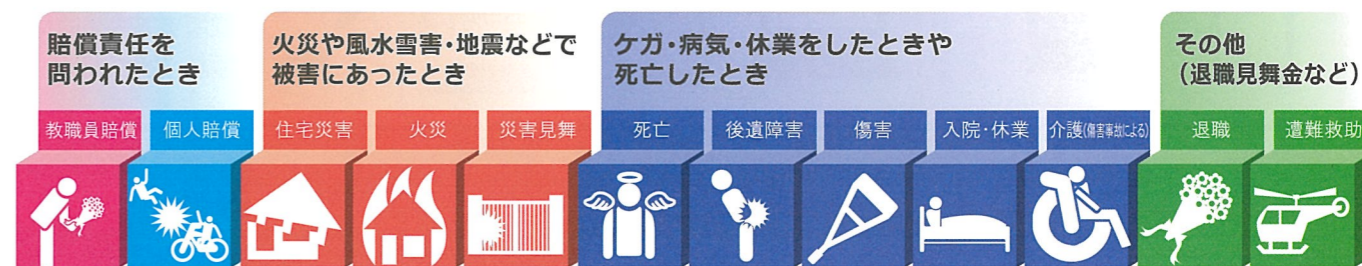 賠償責任を
問われたとき
火災や風水雪害・地震などで
被害にあったとき
ケガ・病気・休業をしたときや
死亡したとき
その他
（退職見舞金など）
教職員賠償
個人賠償
住宅災害
火災
災害見舞
死亡
後遺障害
傷害
入院・休業
介護(傷害事故による)
退職
遭難救助